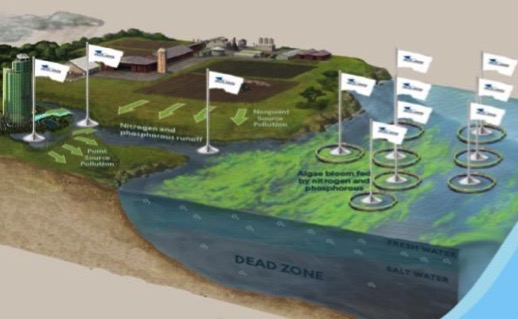 Nonpoint
Source
Pollution
Nitrogen and
phosphorous runoff
Point
Source
Pollution
Algae bloom fed
by nitrogen and
phosphorous
FRESH WATER
DEAD ZONE
SALT WATER